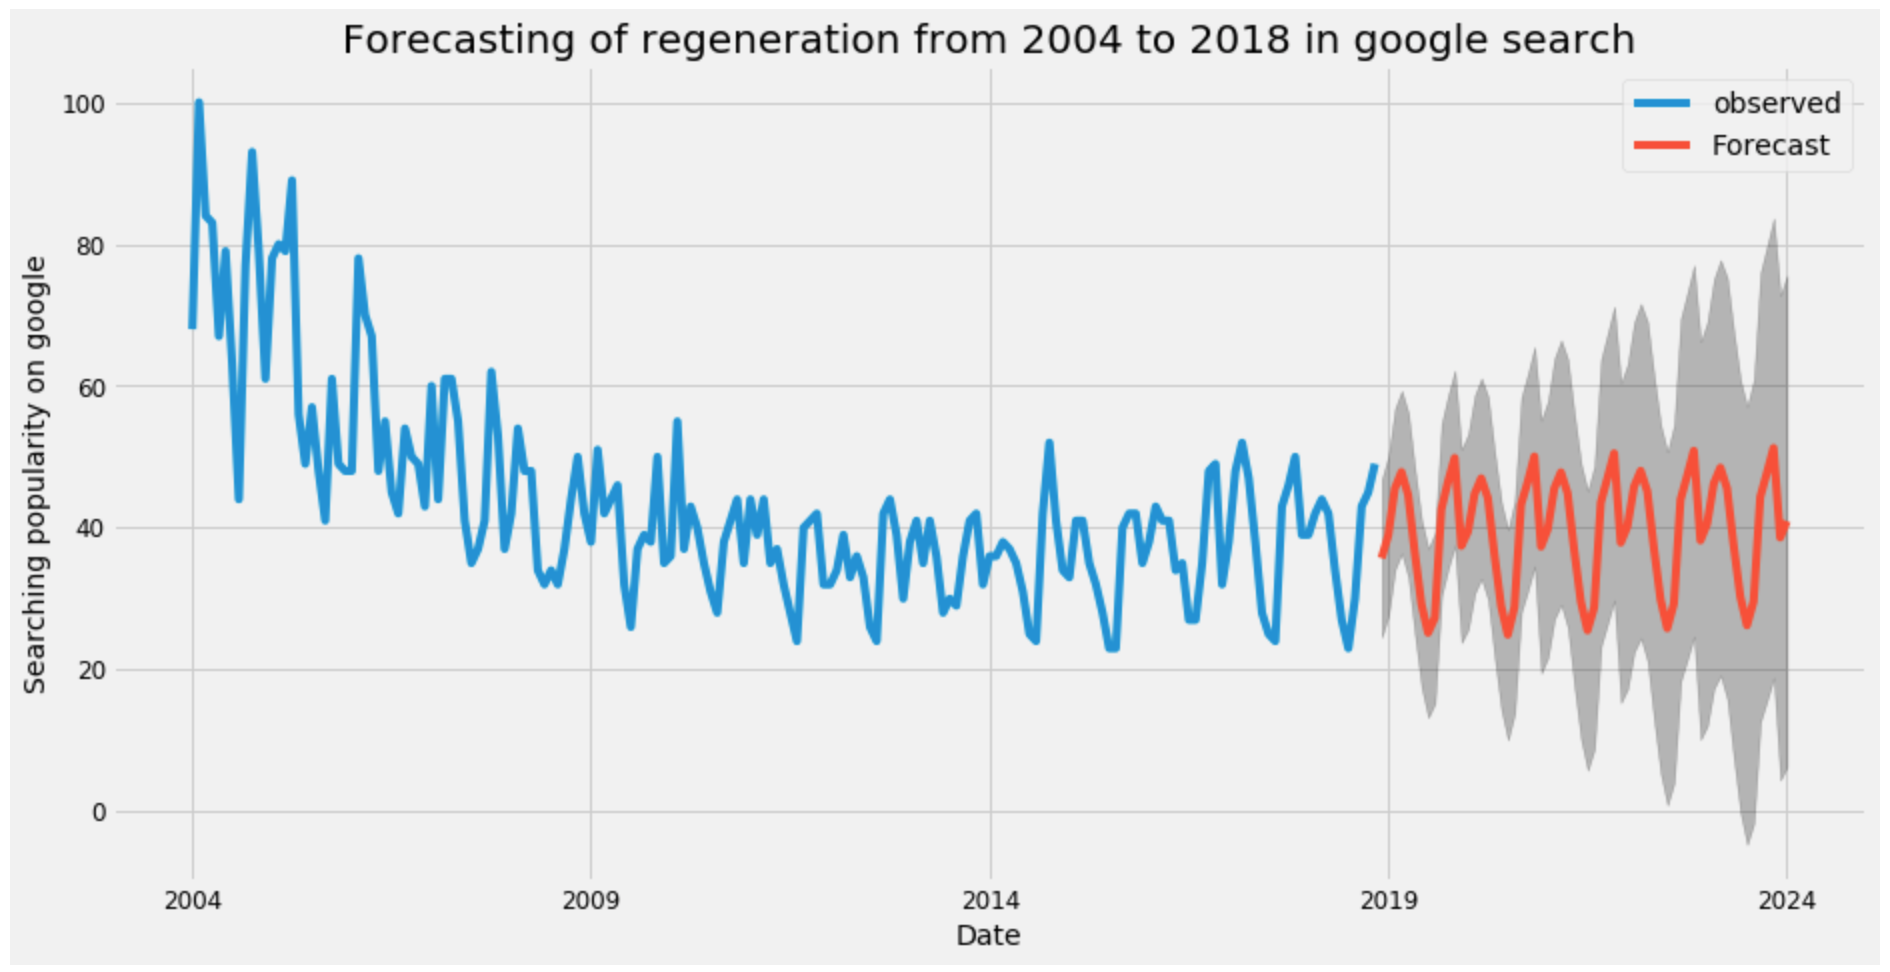 Forecasting of regeneration from 2004 to 2018 in google search
observed
Forecast
100
80
60
40
20
0
Searching popularity on google
2004 2009 2014 2019 2024
Date